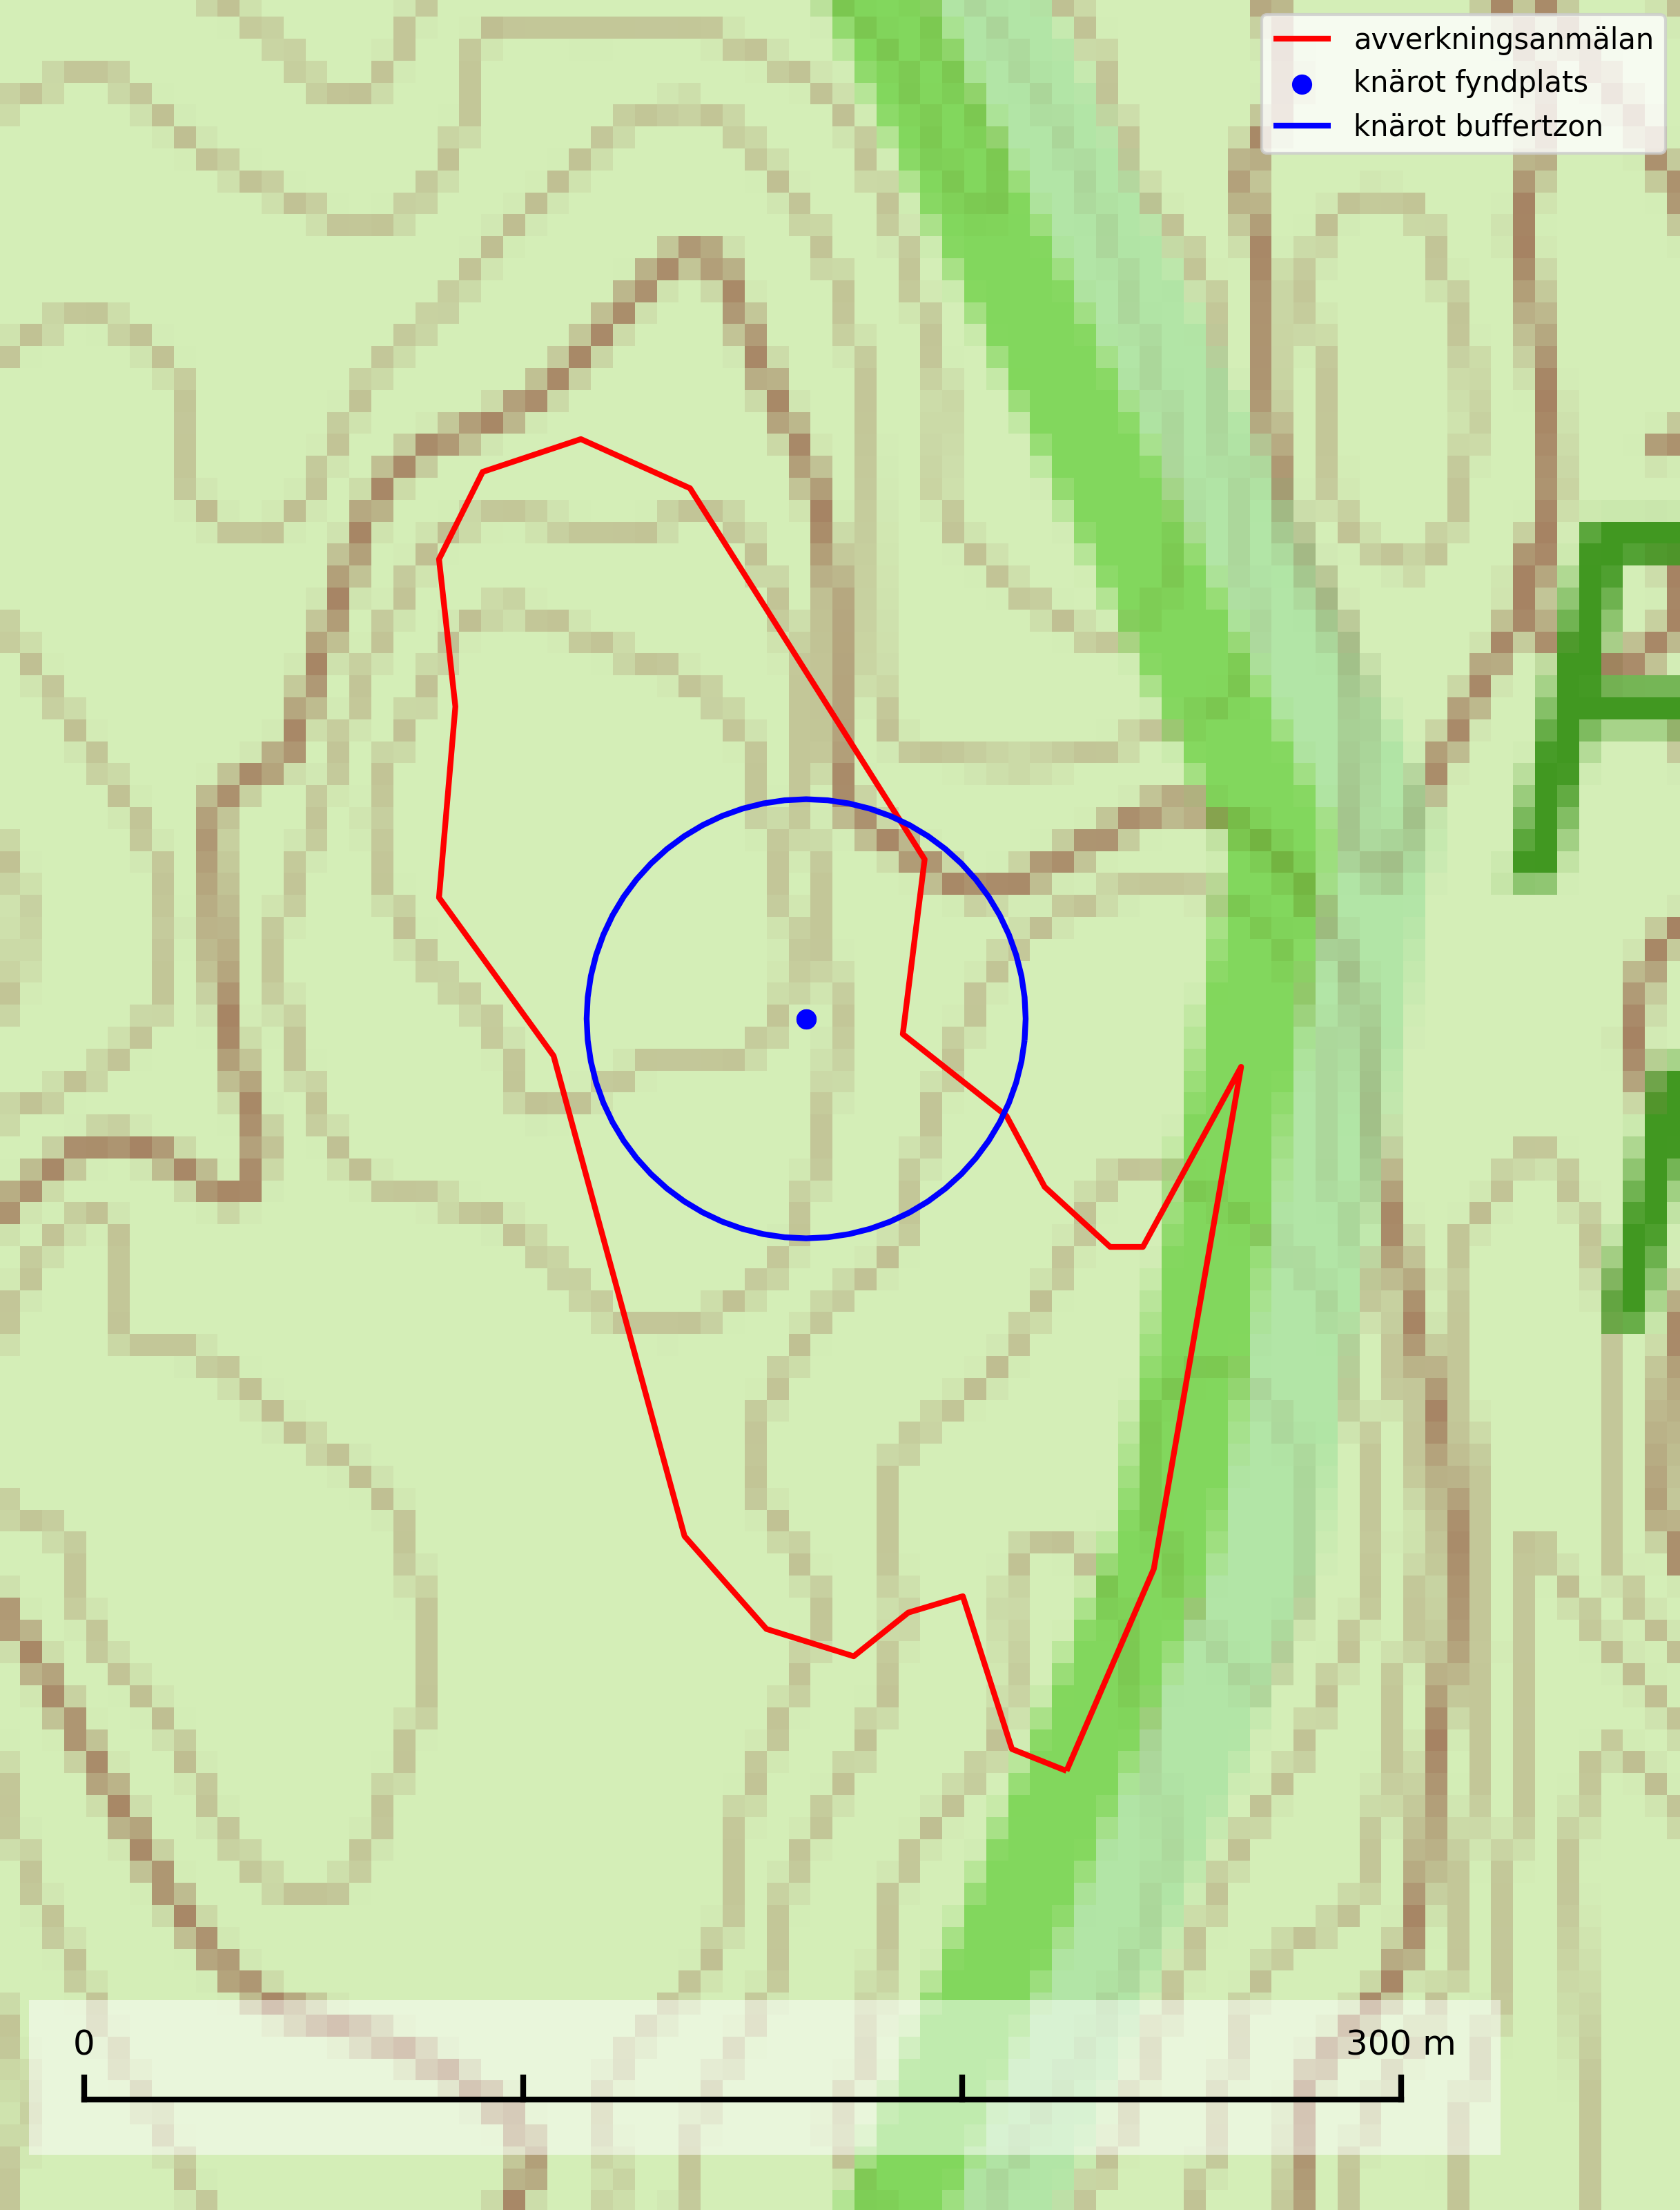 avverkningsanmälan
knärot fyndplats
knärot buffertzon
0
300 m